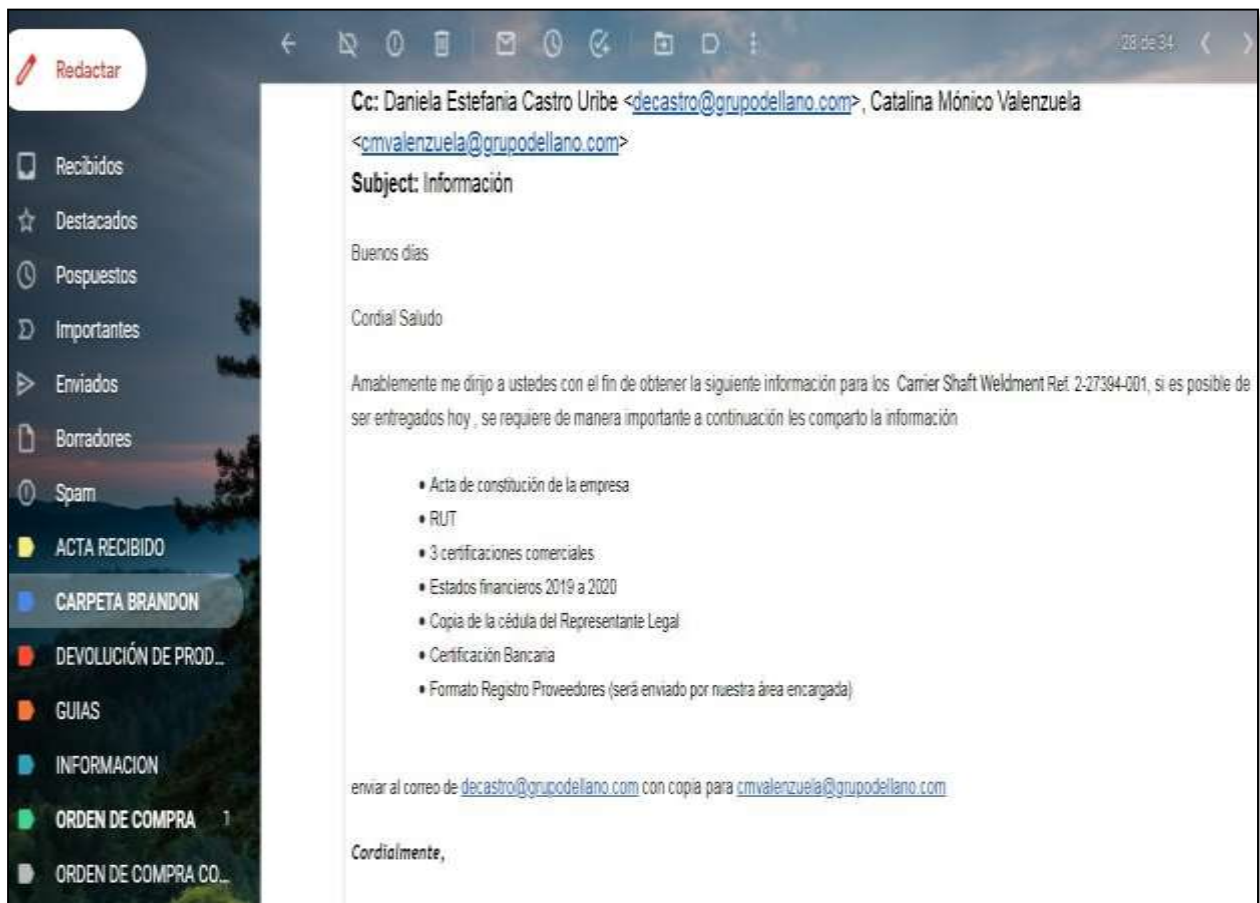 Redactar
28 de 34
Recibidos
Destacados
Pospuestos
Importantes
Enviados
Borradores
Spam
ACTA RECIBIDO
CARPETA BRANDON
DEVOLUCIÓN DE PROD...
GUIAS
INFORMACION
ORDEN DE COMPRA 1
ORDEN DE COMPRA CO...
Cc: Daniela Estefania Castro Uribe <decastro@grupodellano.com>, Catalina Mónico Valenzuela
<cmvalenzuela@grupodellano.com>
Subject: Información
Buenos días
Cordial Saludo
Amablemente me dirijo a ustedes con el fin de obtener la siguiente información para los Carrier Shaft Weldment Ref. 2-27394-001, si es posible de
ser entregados hoy , se requiere de manera importante a continuación les comparto la información
• Acta de constitución de la empresa
• RUT
• 3 certificaciones comerciales
• Estados financieros 2019 a 2020
• Copia de la cédula del Representante Legal
• Certificación Bancaria
• Formato Registro Proveedores (será enviado por nuestra área encargada)
enviar al correo de decastro@grupodellano.com con copia para cmvalenzuela@grupodellano.com
Cordialmente,